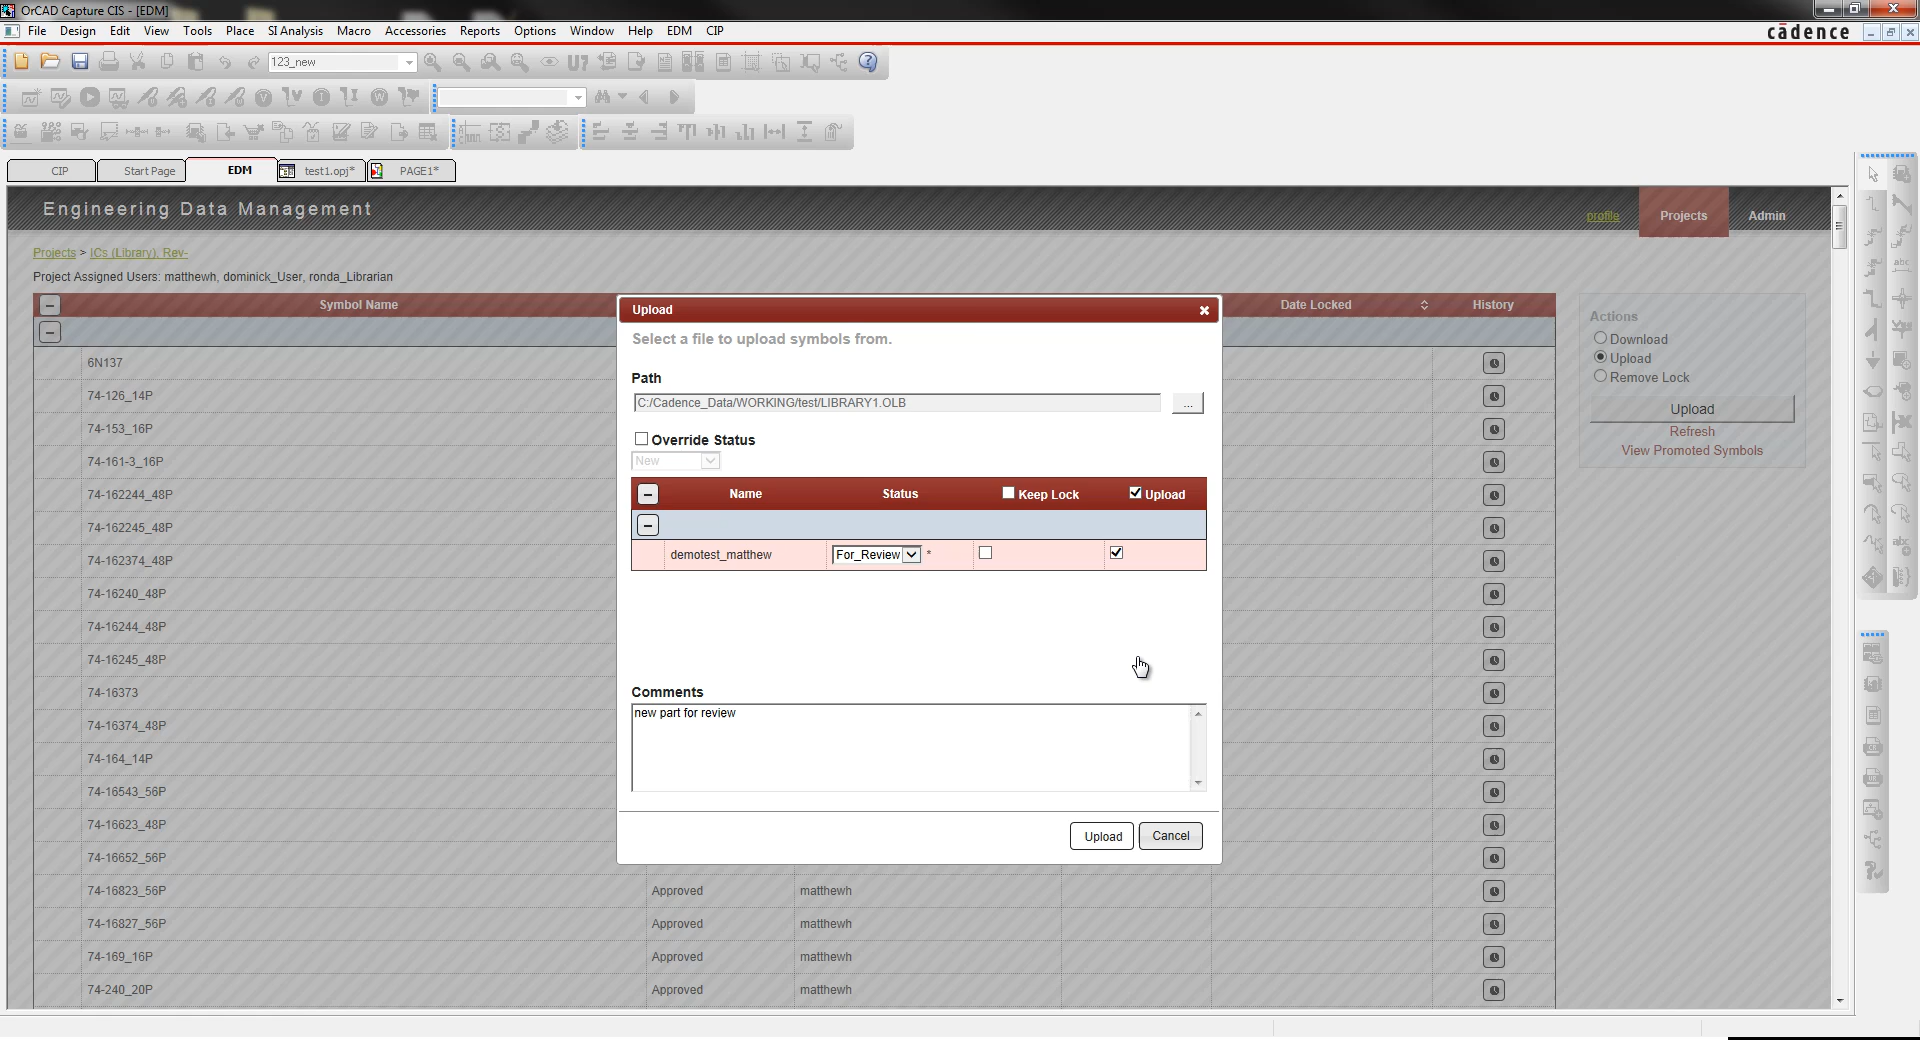 OrCAD Capture CIS - [EDM]
File Design Edit View Tools Place SI Analysis Macro Accessories Reports Options Window Help EDM CIP
cādence
123_new
CIP Start Page EDM test1.opj* PAGE1*
Engineering Data Management
profile Projects Admin
Projects > ICs (Library), Rev-
Project Assigned Users: matthewh, dominick_User, ronda_Librarian
Symbol Name Date Locked History
6N137
74-126_14P
74-153_16P
74-161-3_16P
74-162244_48P
74-162245_48P
74-162374_48P
74-16240_48P
74-16244_48P
74-16245_48P
74-16373
74-16374_48P
74-164_14P
74-16543_56P
74-16623_48P
74-16652_56P
74-16823_56P Approved matthewh
74-16827_56P Approved matthewh
74-169_16P Approved matthewh
74-240_20P Approved matthewh
Upload
Select a file to upload symbols from.
Path
C:/Cadence_Data/WORKING/test/LIBRARY1.OLB
...
Override Status
New
Name Status Keep Lock Upload
demotest_matthew For_Review *
Comments
new part for review
Upload Cancel
Actions
Download
Upload
Remove Lock
Upload
Refresh
View Promoted Symbols